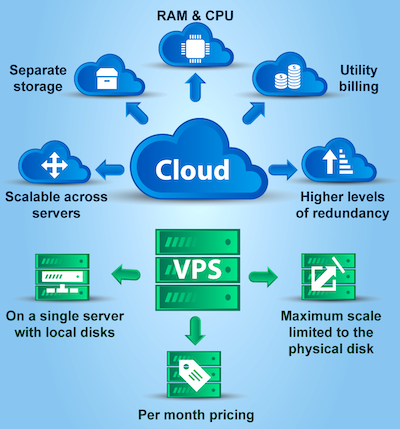 RAM & CPU
Separate
storage
Utility
billing
Cloud
Scalable across
servers
Higher levels
of redundancy
VPS
On a single server
with local disks
Maximum scale
limited to the
physical disk
Per month pricing